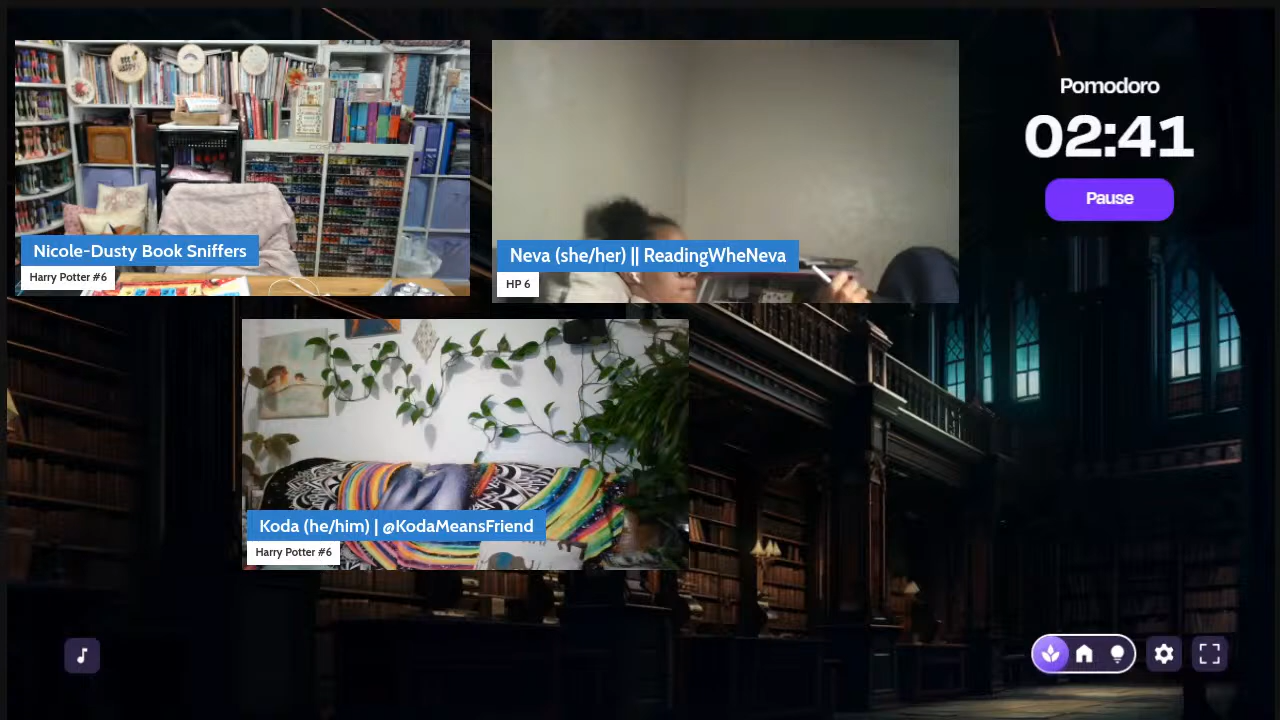 Pomodoro
02:41
Pause
Nicole-Dusty Book Sniffers
Harry Potter #6
Neva (she/her) || ReadingWheNeva
HP 6
Koda (he/him) | @KodaMeansFriend
Harry Potter #6